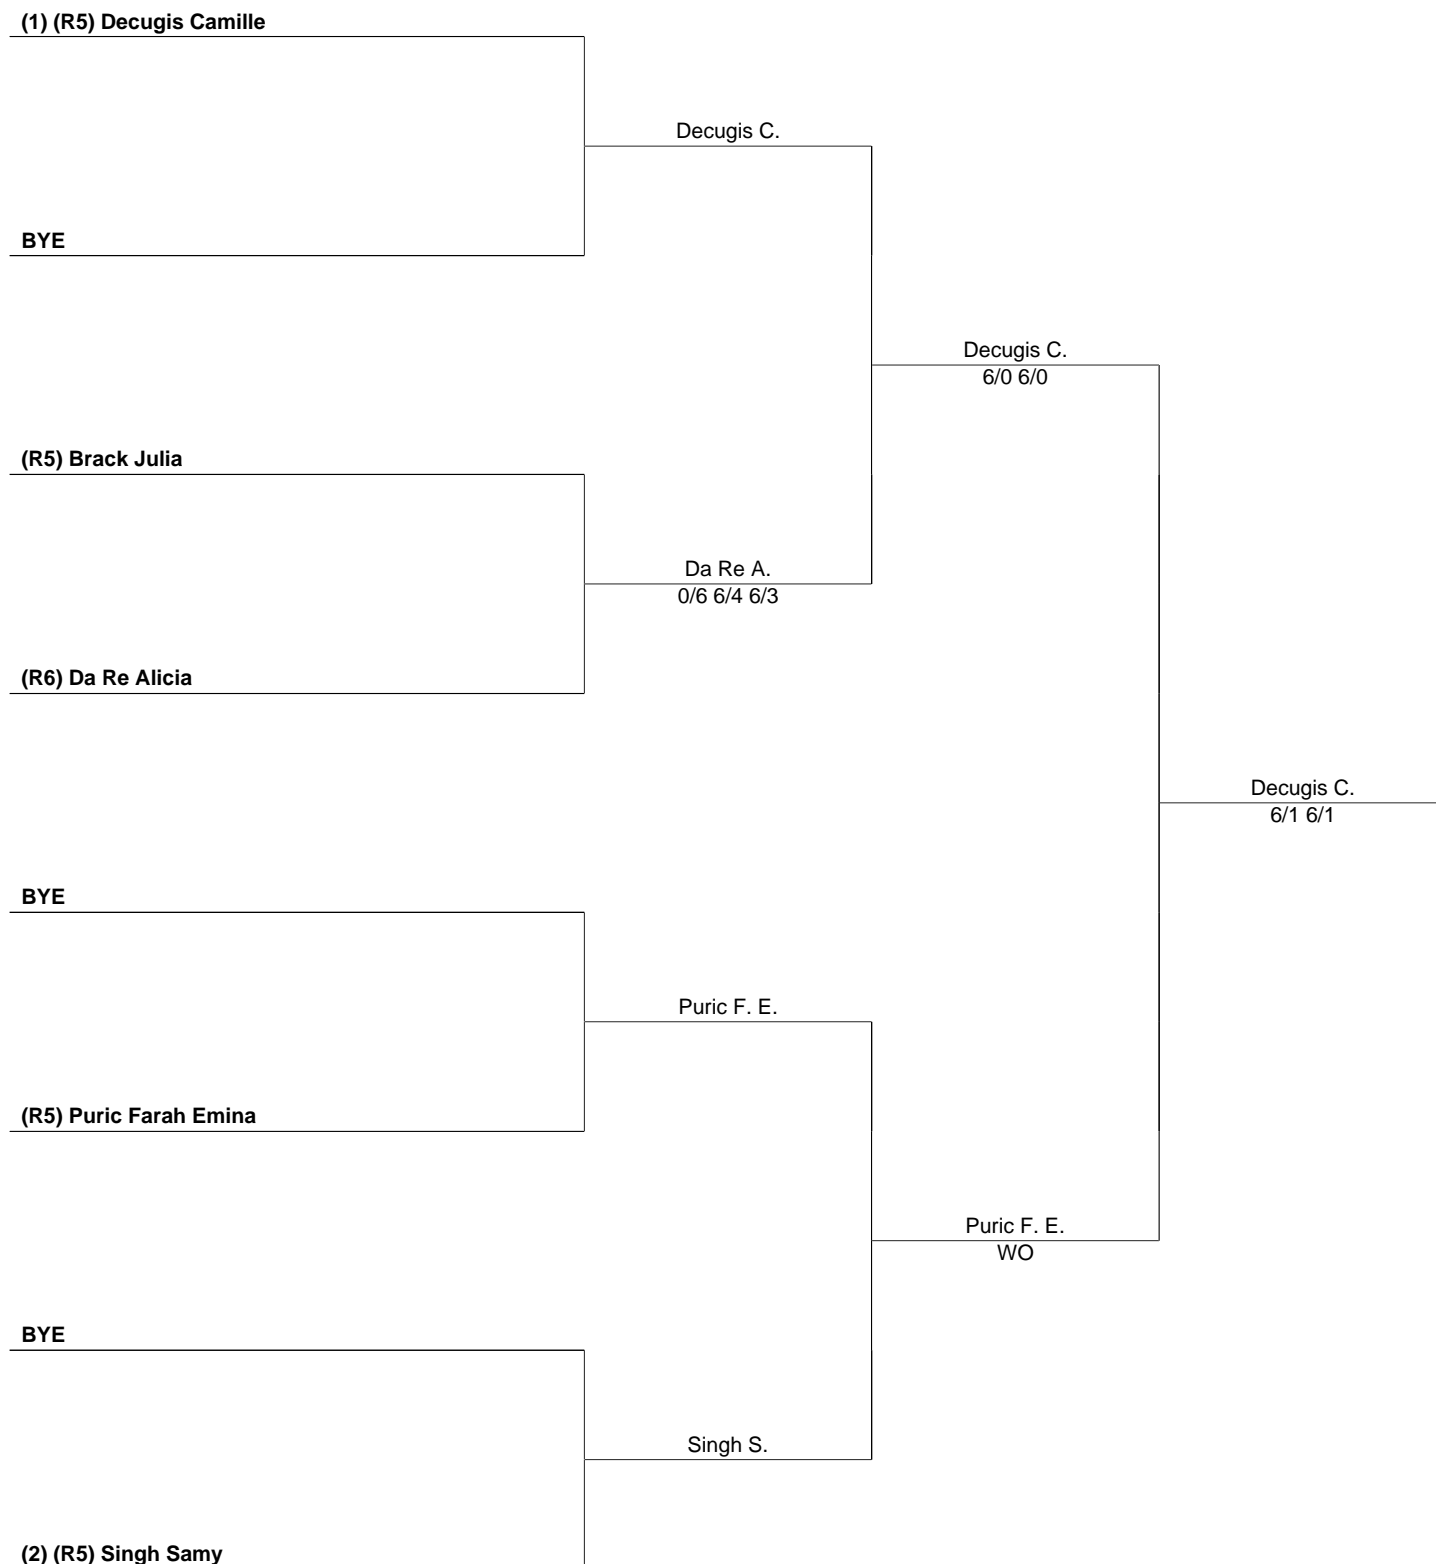 (1) (R5) Decugis Camille
Decugis C.
BYE
Decugis C.
6/0 6/0
(R5) Brack Julia
Da Re A.
0/6 6/4 6/3
(R6) Da Re Alicia
Decugis C.
6/1 6/1
BYE
Puric F. E.
(R5) Puric Farah Emina
Puric F. E.
WO
BYE
Singh S.
(2) (R5) Singh Samy